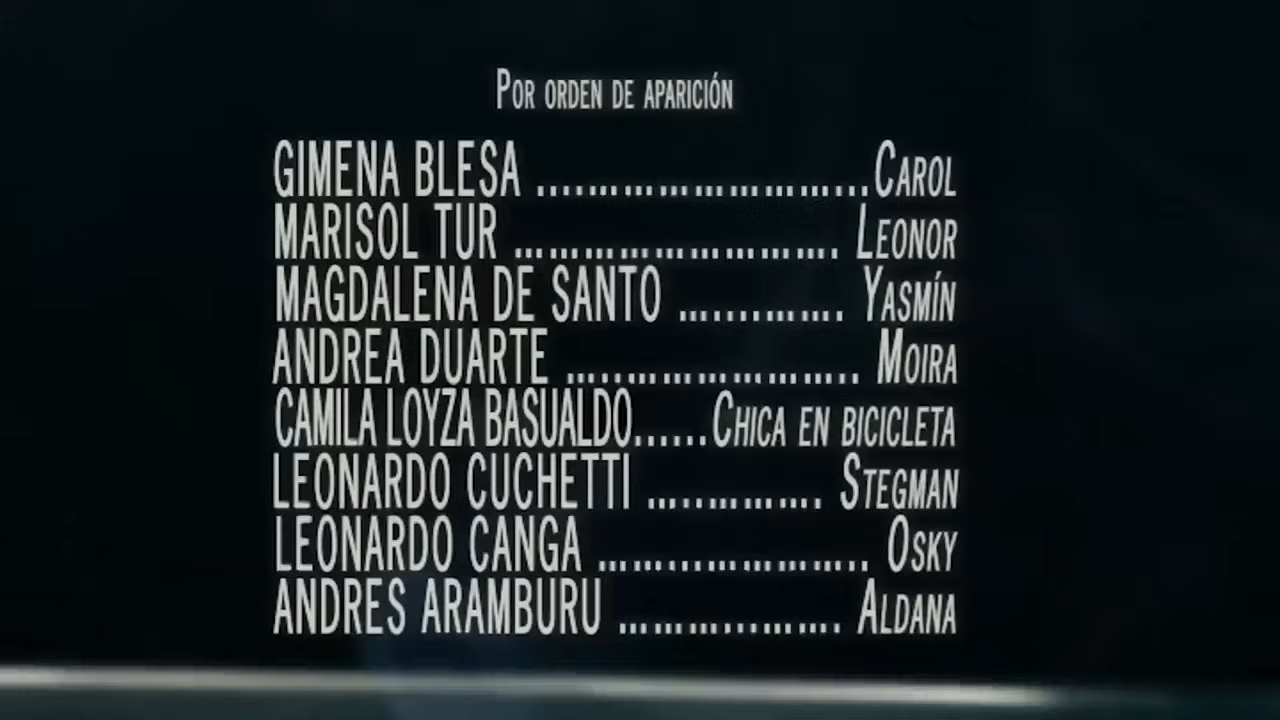 Por orden de aparición
GIMENA BLESA ............................Carol
MARISOL TUR ............................ Leonor
MAGDALENA DE SANTO .............. Yasmín
ANDREA DUARTE ......................... Moira
CAMILA LOYZA BASUALDO......Chica en bicicleta
LEONARDO CUCHETTI ............... Stegman
LEONARDO CANGA ....................... Osky
ANDRES ARAMBURU ................... Aldana